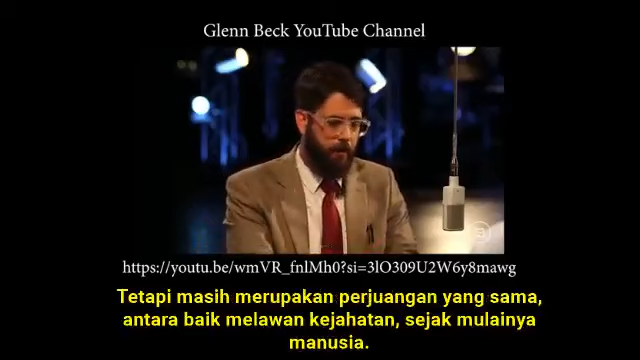 Glenn Beck YouTube Channel
https://youtu.be/wmVR_fnlMh0?si=3lO309U2W6y8mawg
Tetapi masih merupakan perjuangan yang sama,
antara baik melawan kejahatan, sejak mulainya
manusia.